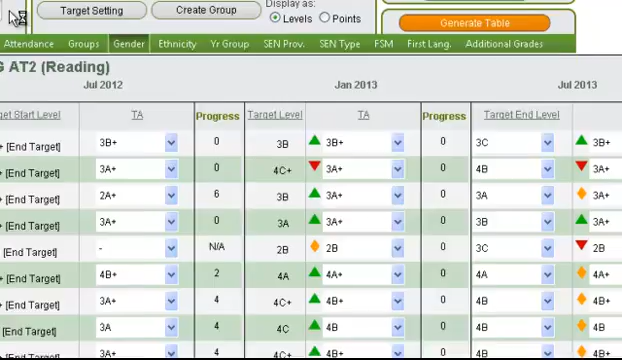 Display as:
Target Setting Create Group Levels Points Generate Table
Attendance Groups Gender Ethnicity Yr Group SEN Prov. SEN Type FSM First Lang. Additional Grades
G AT2 (Reading)
Jul 2012 Jan 2013 Jul 2013
get Start Level TA Progress Target Level TA Progress Target End Level
+ [End Target] 3B+ 0 3B 3B+ 0 3C 3B+
+ [End Target] 3A+ 0 4C+ 3A+ 0 4B 3A+
+ [End Target] 2A+ 6 3B 3A+ 0 3A 3A+
+ [End Target] 3A+ 0 3A 3A+ 0 3B 3A+
[End Target] - N/A 2B 2B 0 3C 2B
+ [End Target] 4B+ 2 4A 4A+ 0 4A 4A+
+ [End Target] 3A+ 4 4C+ 4B+ 0 4B 4B+
[End Target] 3A 4 4C 4B 0 4B 4B
+ [End Target] 3A+ 4 4C+ 4B+ 0 4B 4B+